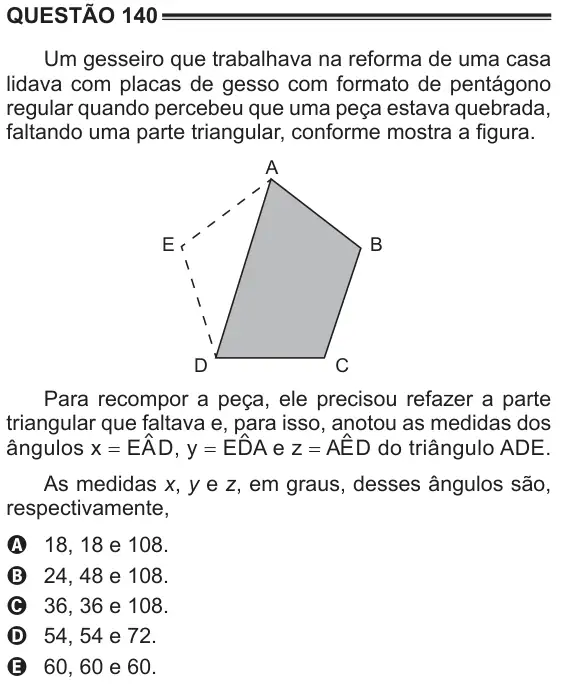 QUESTÃO 140
Um gesseiro que trabalhava na reforma de uma casa
lidava com placas de gesso com formato de pentágono
regular quando percebeu que uma peça estava quebrada,
faltando uma parte triangular, conforme mostra a figura.
A
E
B
D
C
Para recompor a peça, ele precisou refazer a parte
triangular que faltava e, para isso, anotou as medidas dos
ângulos x = EÂD, y = ED̂A e z = AÊD do triângulo ADE.
As medidas x, y e z, em graus, desses ângulos são,
respectivamente,
A 18, 18 e 108.
B 24, 48 e 108.
C 36, 36 e 108.
D 54, 54 e 72.
E 60, 60 e 60.